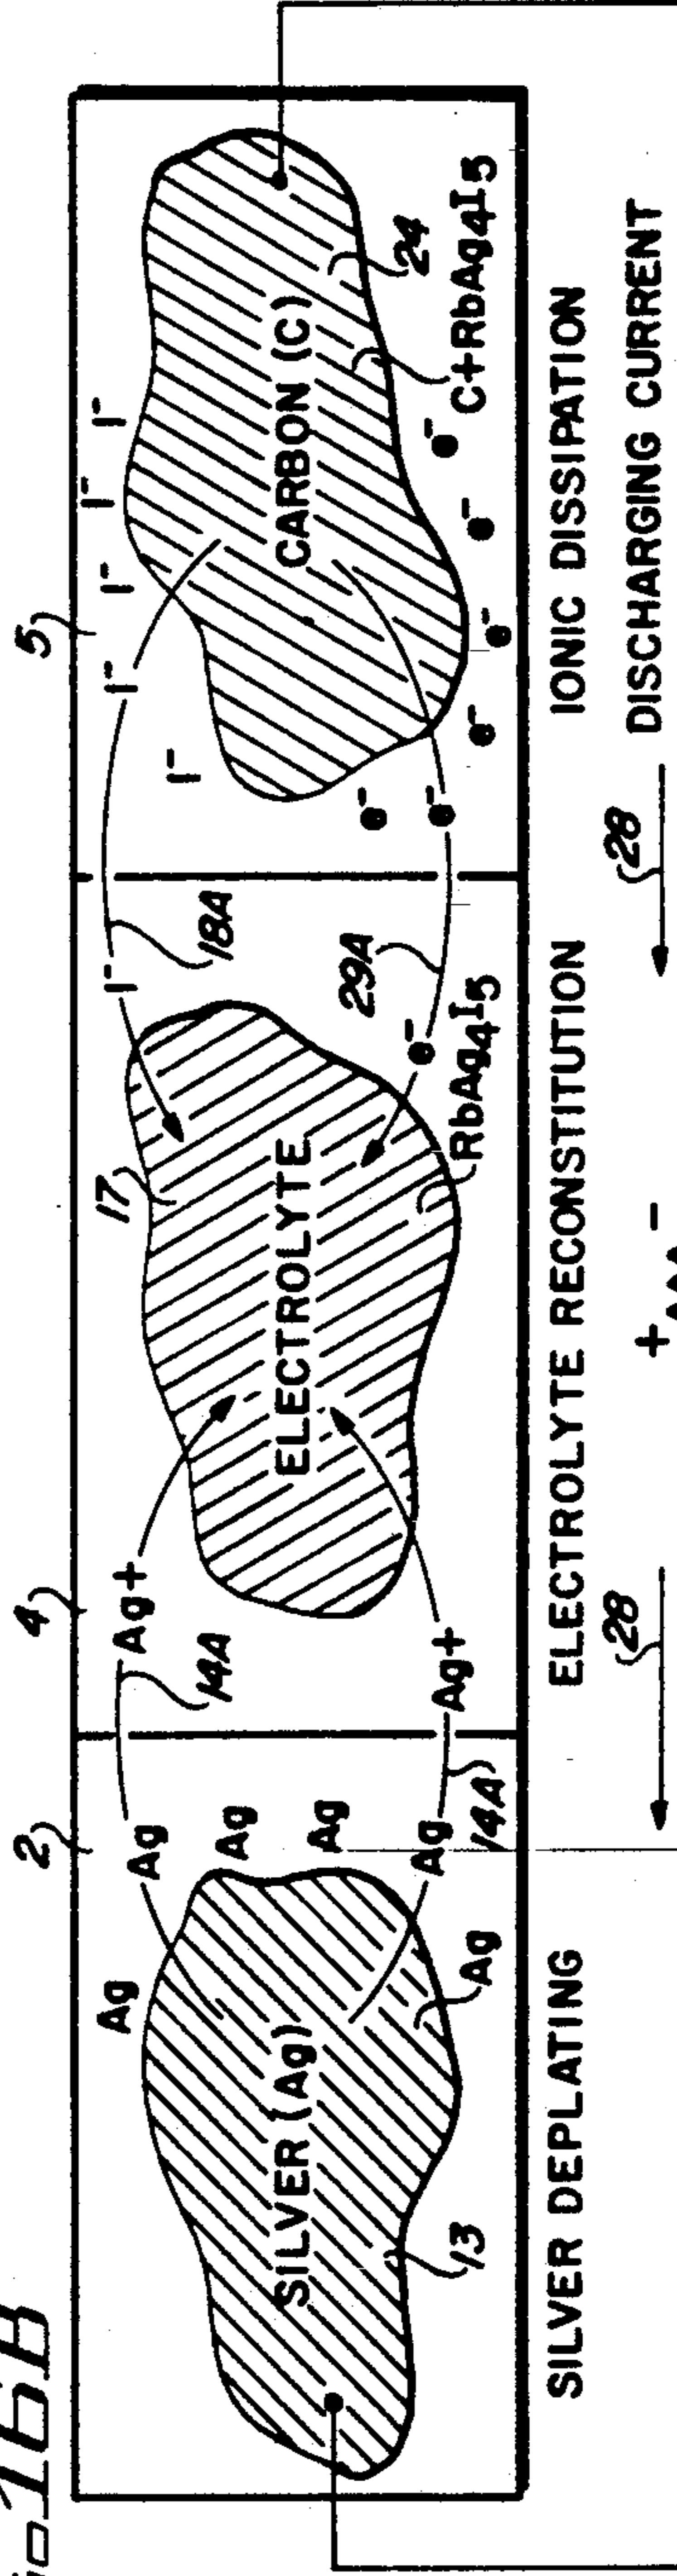 16B
2
4
5
Ag
Ag
Ag
Ag
Ag
Ag
Ag+
Ag+
14A
14A
SILVER (Ag)
13
17
ELECTROLYTE
RbAg4I5
I-
I-
I-
I-
I-
I-
18A
29A
e-
e-
e-
e-
e-
e-
e-
e-
CARBON (C)
24
C+RbAg4I5
SILVER DEPLATING
ELECTROLYTE RECONSTITUTION
IONIC DISSIPATION
28
+
-
28
DISCHARGING CURRENT